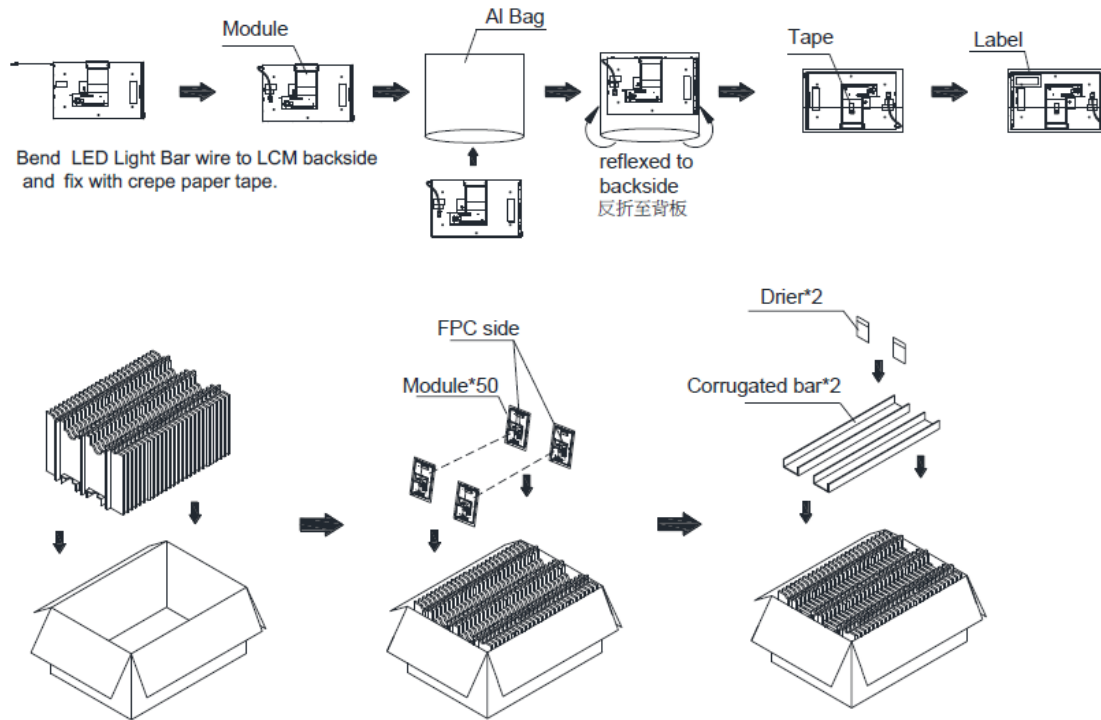 Module
Al Bag
Tape
Label
Bend LED Light Bar wire to LCM backside
and fix with crepe paper tape.
reflexed to
backside
反折至背板
Drier*2
FPC side
Module*50
Corrugated bar*2